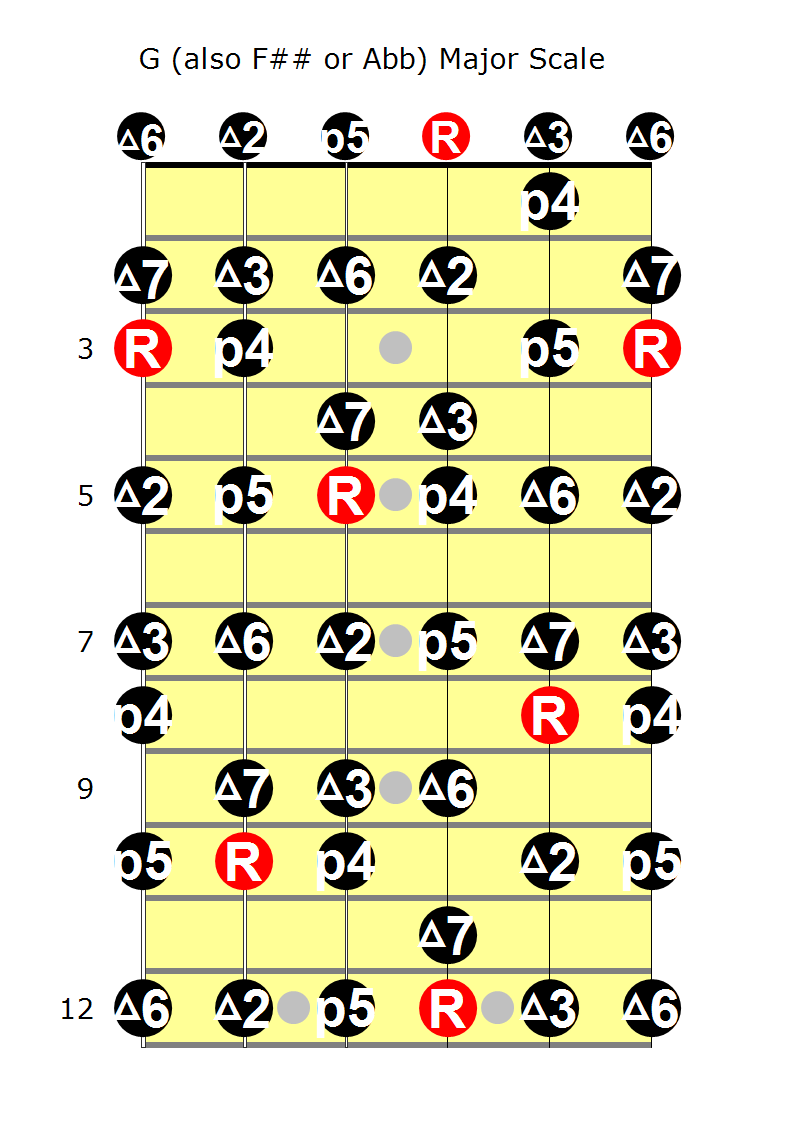 G (also F## or Abb) Major Scale
Δ6 Δ2 p5 R Δ3 Δ6
p4
Δ7 Δ3 Δ6 Δ2 Δ7
3 R p4 p5 R
Δ7 Δ3
5 Δ2 p5 R p4 Δ6 Δ2
7 Δ3 Δ6 Δ2 p5 Δ7 Δ3
p4 R p4
9 Δ7 Δ3 Δ6
p5 R p4 Δ2 p5
Δ7
12 Δ6 Δ2 p5 R Δ3 Δ6